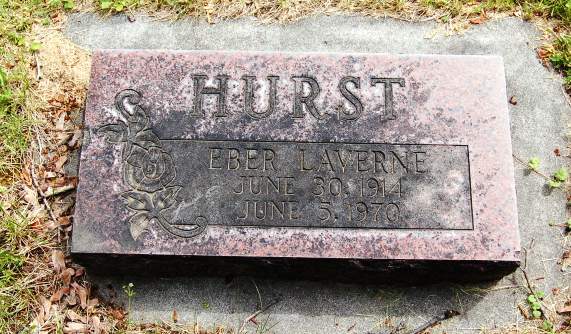 HURST
EBER LAVERNE
JUNE 30, 1914
JUNE 5, 1970